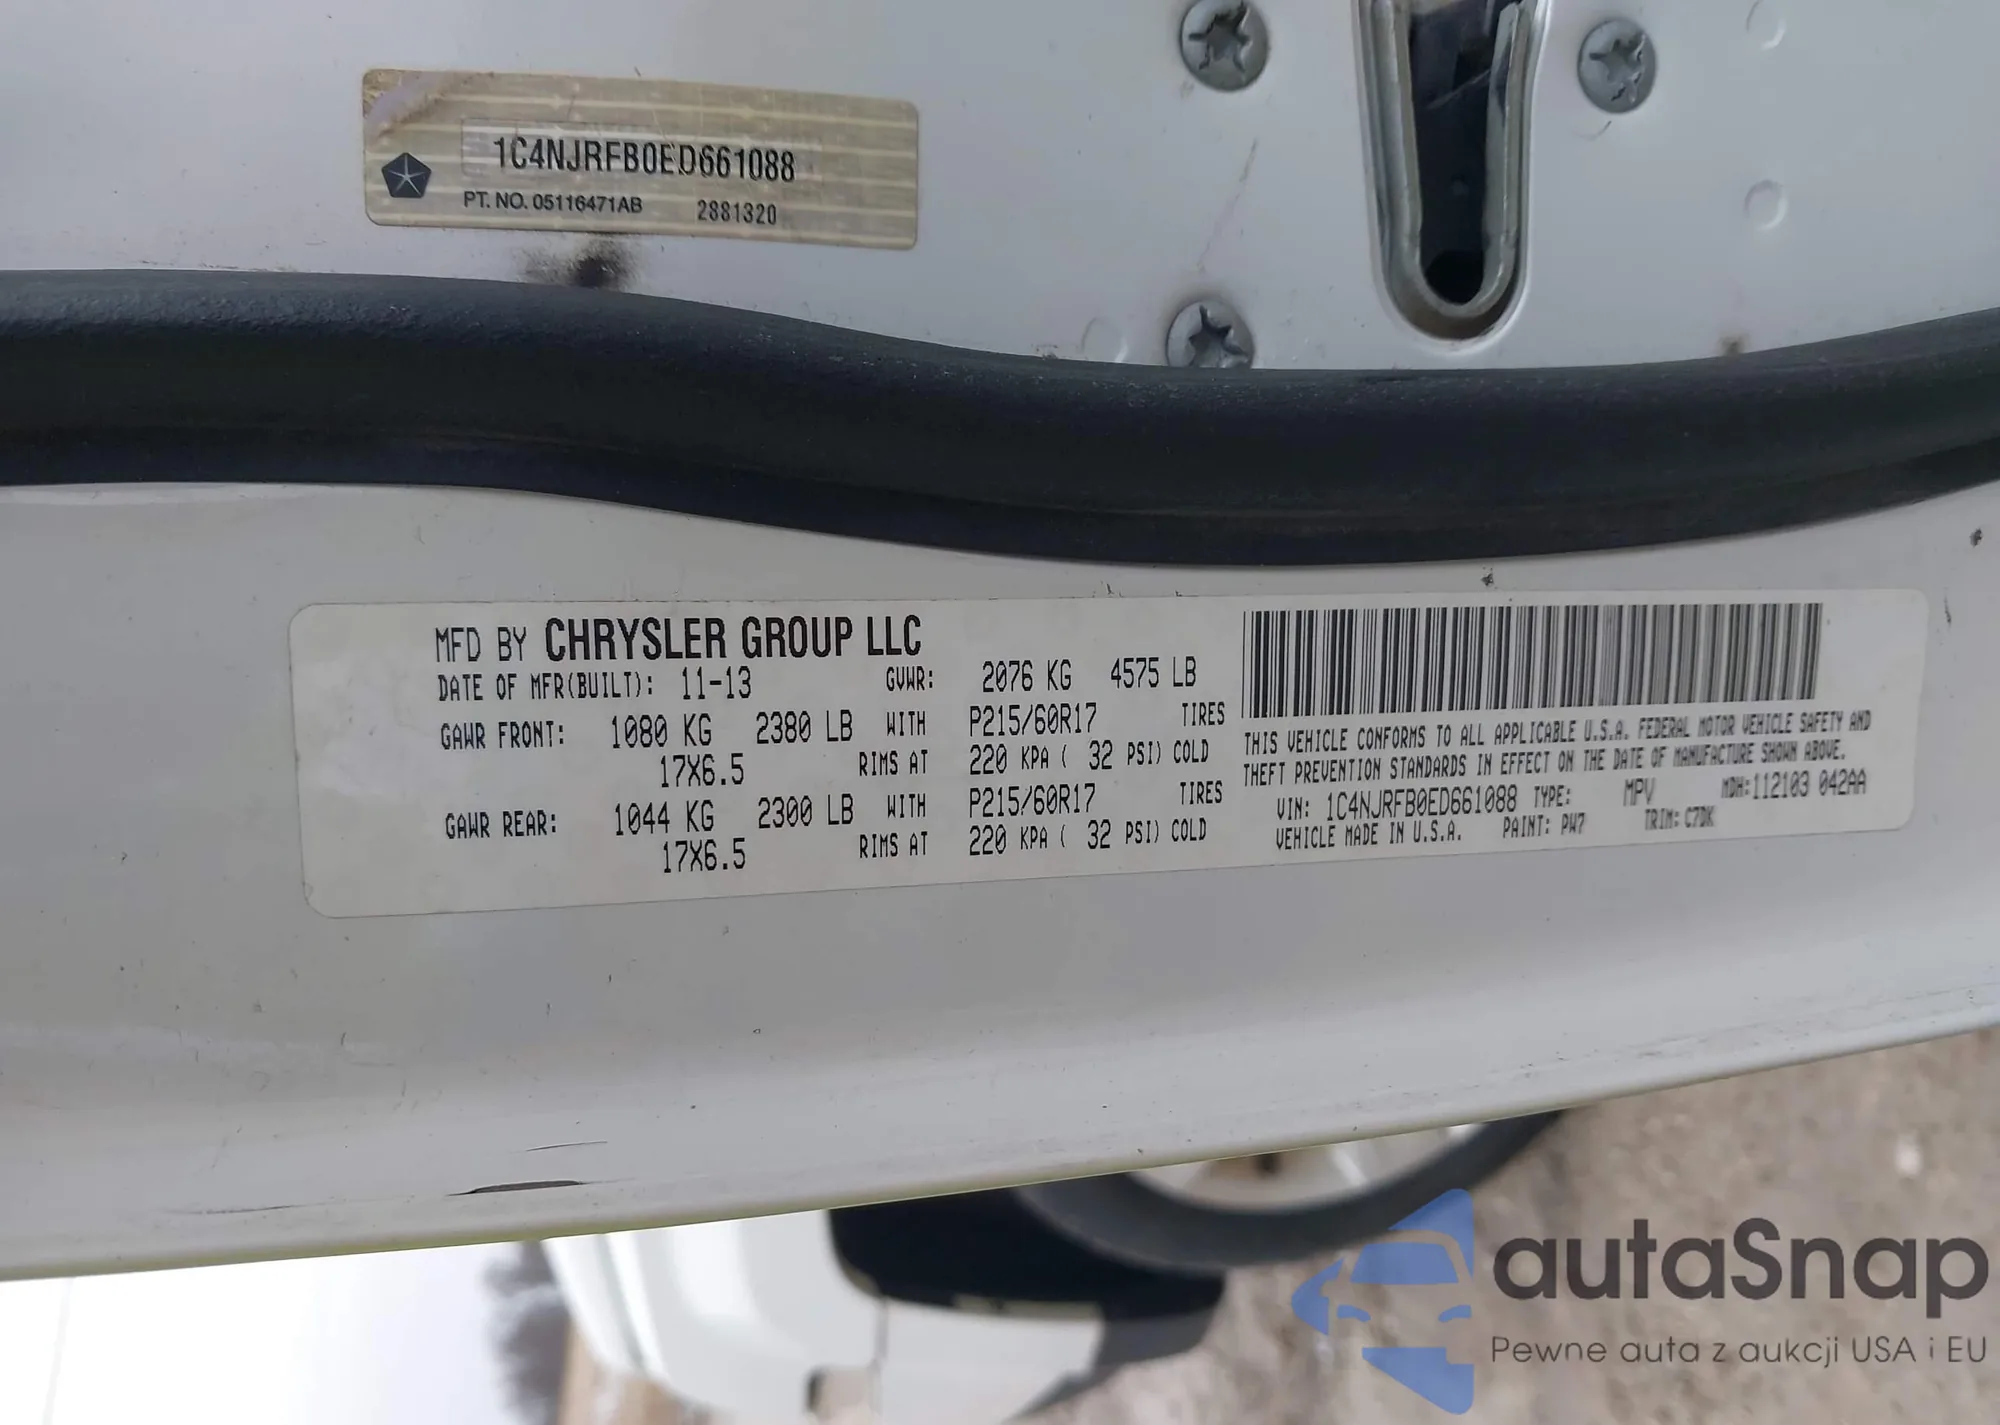 1C4NJRFB0ED661088
PT. NO. 05116471AB 2881320
MFD BY CHRYSLER GROUP LLC
DATE OF MFR(BUILT): 11-13 GVWR: 2076 KG 4575 LB
GAWR FRONT: 1080 KG 2380 LB WITH P215/60R17 TIRES
17X6.5 RIMS AT 220 KPA ( 32 PSI) COLD
GAWR REAR: 1044 KG 2300 LB WITH P215/60R17 TIRES
17X6.5 RIMS AT 220 KPA ( 32 PSI) COLD
THIS VEHICLE CONFORMS TO ALL APPLICABLE U.S.A. FEDERAL MOTOR VEHICLE SAFETY AND
THEFT PREVENTION STANDARDS IN EFFECT ON THE DATE OF MANUFACTURE SHOWN ABOVE.
VIN: 1C4NJRFB0ED661088 TYPE: MPV MDH:112103 042AA
VEHICLE MADE IN U.S.A. PAINT: PW7 TRIM: C7DK
autaSnap
Pewne auta z aukcji USA i EU